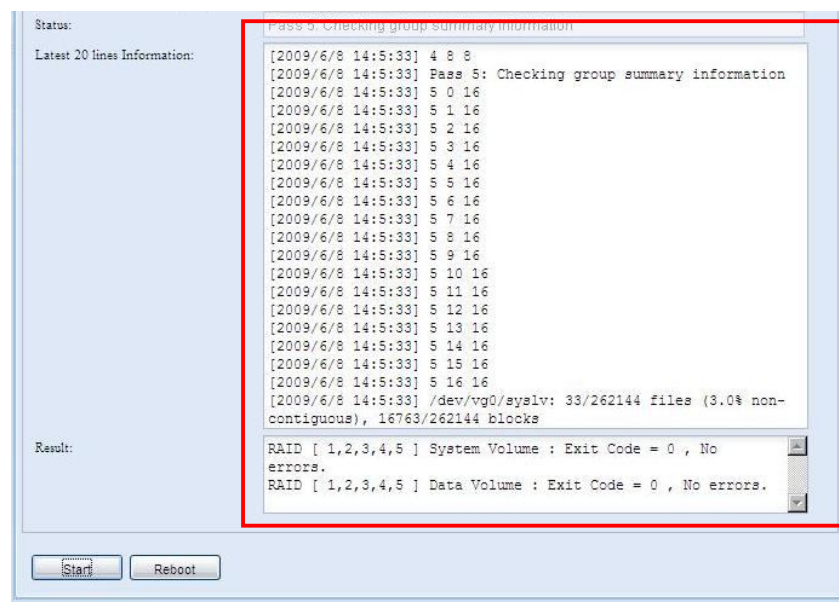 Status:
Pass 5: Checking group summary information
Latest 20 lines Information:
[2009/6/8 14:5:33] 4 8 8
[2009/6/8 14:5:33] Pass 5: Checking group summary information
[2009/6/8 14:5:33] 5 0 16
[2009/6/8 14:5:33] 5 1 16
[2009/6/8 14:5:33] 5 2 16
[2009/6/8 14:5:33] 5 3 16
[2009/6/8 14:5:33] 5 4 16
[2009/6/8 14:5:33] 5 5 16
[2009/6/8 14:5:33] 5 6 16
[2009/6/8 14:5:33] 5 7 16
[2009/6/8 14:5:33] 5 8 16
[2009/6/8 14:5:33] 5 9 16
[2009/6/8 14:5:33] 5 10 16
[2009/6/8 14:5:33] 5 11 16
[2009/6/8 14:5:33] 5 12 16
[2009/6/8 14:5:33] 5 13 16
[2009/6/8 14:5:33] 5 14 16
[2009/6/8 14:5:33] 5 15 16
[2009/6/8 14:5:33] 5 16 16
[2009/6/8 14:5:33] /dev/vg0/syslv: 33/262144 files (3.0% non-
contiguous), 16763/262144 blocks
Result:
RAID [ 1,2,3,4,5 ] System Volume : Exit Code = 0 , No
errors.
RAID [ 1,2,3,4,5 ] Data Volume : Exit Code = 0 , No errors.
Start
Reboot